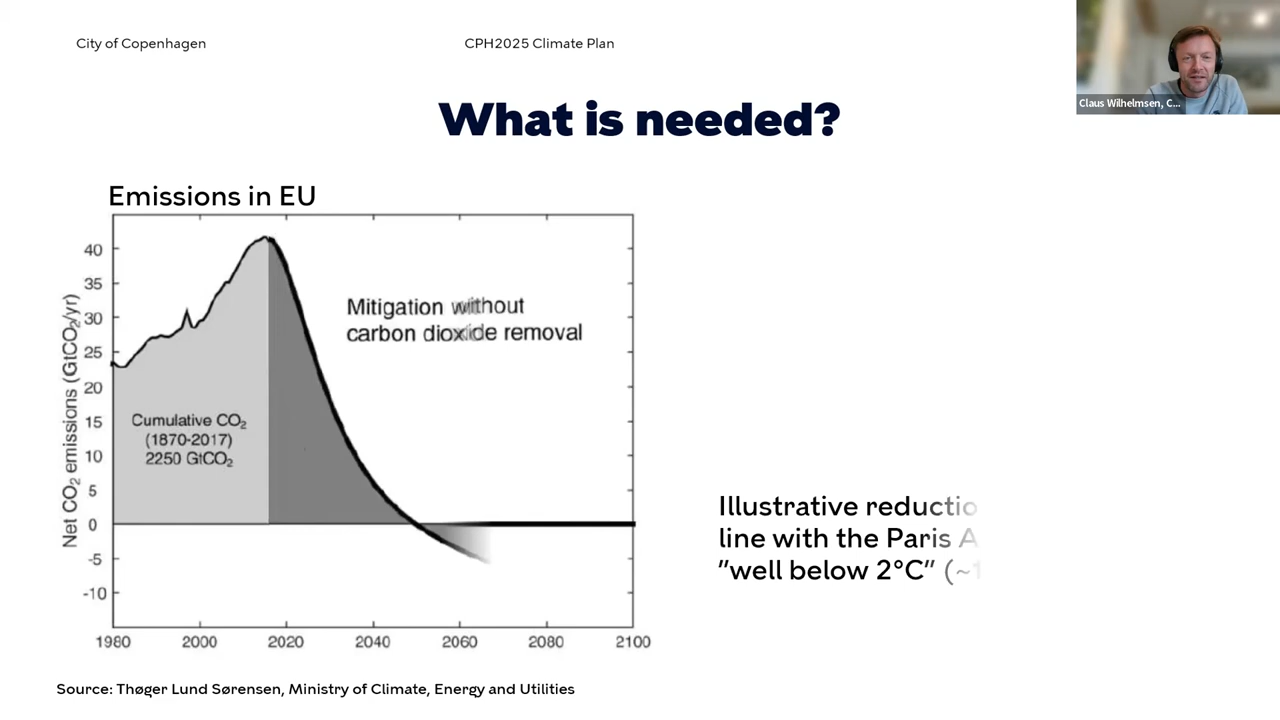 City of Copenhagen
CPH2025 Climate Plan
Claus Wilhelmsen, C...
What is needed?
Emissions in EU
Net CO₂ emissions (GtCO₂/yr)
40
35
30
25
20
15
10
5
0
-5
-10
Mitigation without
carbon dioxide removal
Cumulative CO₂
(1870-2017)
2250 GtCO₂
1980
2000
2020
2040
2060
2080
2100
Illustrative reductio
line with the Paris A
”well below 2°C” (~1
Source: Thøger Lund Sørensen, Ministry of Climate, Energy and Utilities